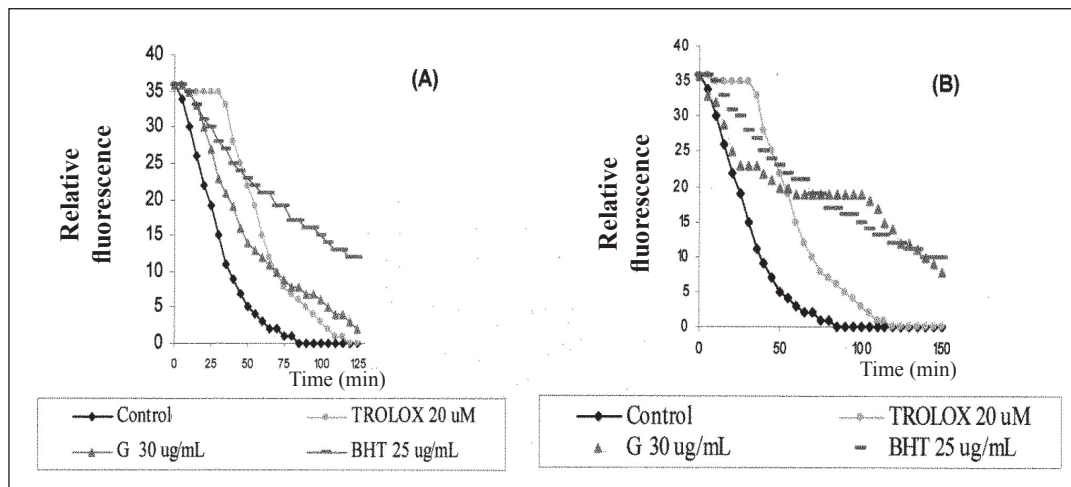 (A)
40
35
30
25
20
15
10
5
0
Relative
fluorescence
0 25 50 75 100 125
Time (min)
Control TROLOX 20 uM
G 30 ug/mL BHT 25 ug/mL
(B)
40
35
30
25
20
15
10
5
0
Relative
fluorescence
0 50 100 150
Time (min)
Control TROLOX 20 uM
G 30 ug/mL BHT 25 ug/mL